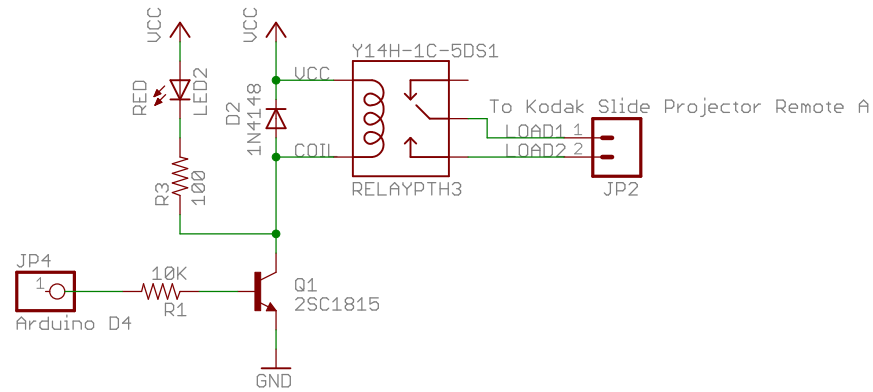 VCC
VCC
Y14H-1C-5DS1
VCC
RED
LED2
D2
1N4148
To Kodak Slide Projector Remote A
LOAD1 1
LOAD2 2
COIL
R3
100
RELAYPTH3
JP2
JP4
1
10K
R1
Q1
2SC1815
Arduino D4
GND